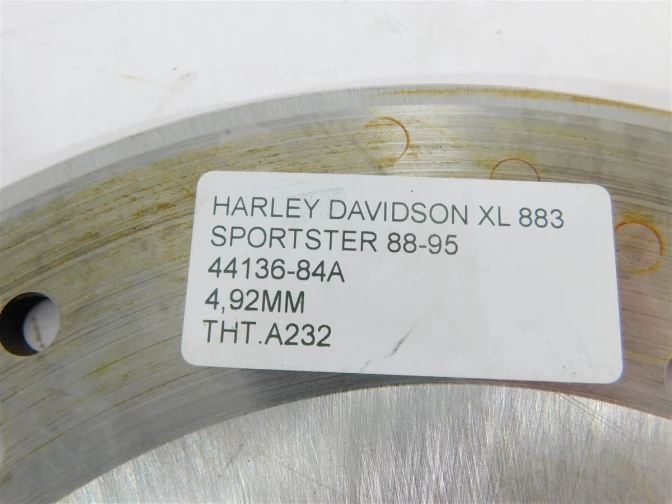 HARLEY DAVIDSON XL 883
SPORTSTER 88-95
44136-84A
4,92MM
THT.A232